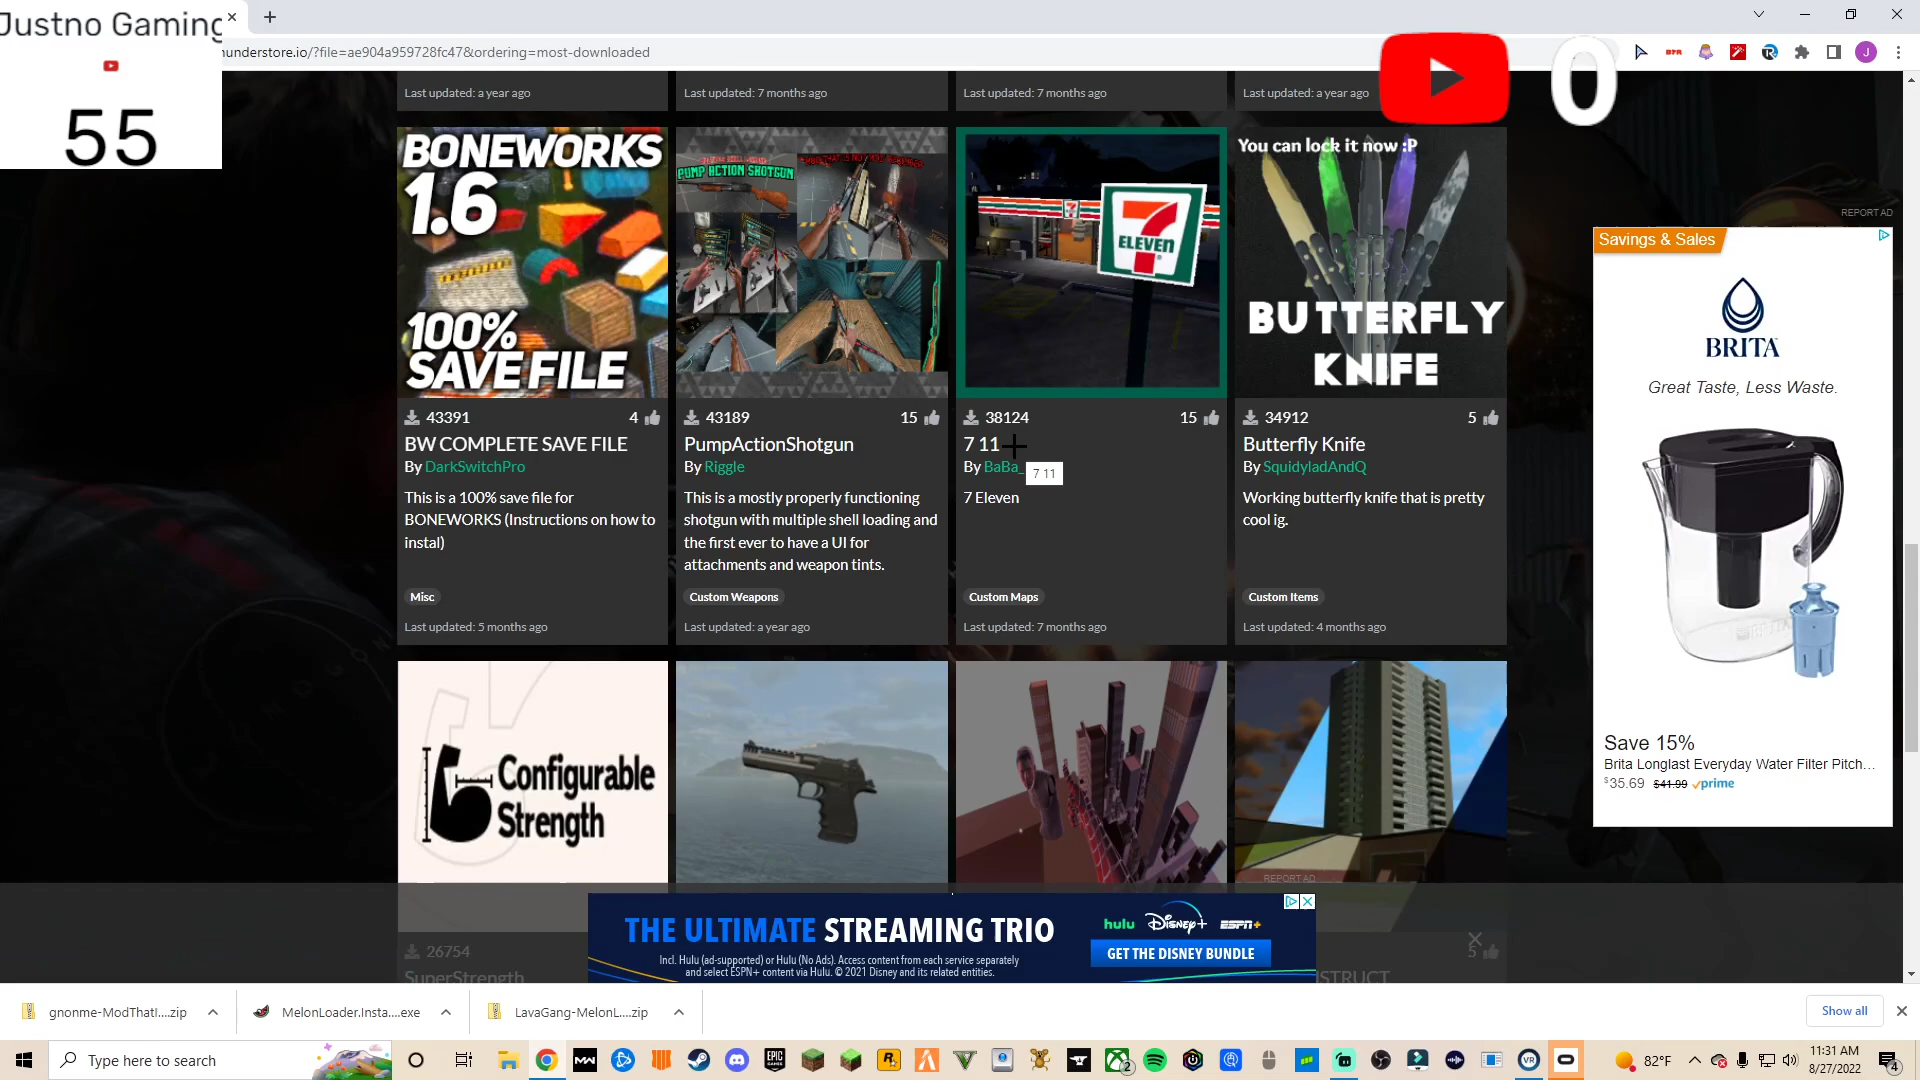 Justno Gaming
55
0
hunderstore.io/?file=ae904a959728fc47&ordering=most-downloaded
Last updated: a year ago
Last updated: 7 months ago
Last updated: 7 months ago
Last updated: a year ago
BONEWORKS
1.6
100%
SAVE FILE
PUMP ACTION SHOTGUN
7
ELEVEN
You can lock it now :P
BUTTERFLY
KNIFE
43391
4
BW COMPLETE SAVE FILE
By DarkSwitchPro
This is a 100% save file for
BONEWORKS (Instructions on how to
instal)
Misc
Last updated: 5 months ago
43189
15
PumpActionShotgun
By Riggle
This is a mostly properly functioning
shotgun with multiple shell loading and
the first ever to have a UI for
attachments and weapon tints.
Custom Weapons
Last updated: a year ago
38124
15
7 11
By BaBa_
7 11
7 Eleven
Custom Maps
Last updated: 7 months ago
34912
5
Butterfly Knife
By SquidyladAndQ
Working butterfly knife that is pretty
cool ig.
Custom Items
Last updated: 4 months ago
REPORT AD
Savings & Sales
BRITA
Great Taste, Less Waste.
Save 15%
Brita Longlast Everyday Water Filter Pitch...
$35.69 $41.99 prime
Configurable
Strength
REPORT AD
26754
SuperStrength
5
STRUCT
THE ULTIMATE STREAMING TRIO
Incl. Hulu (ad-supported) or Hulu (No Ads). Access content from each service separately
and select ESPN+ content via Hulu. © 2021 Disney and its related entities.
hulu Disney+ ESPN+
GET THE DISNEY BUNDLE
gnonme-ModThatI....zip
MelonLoader.Insta....exe
LavaGang-MelonL....zip
Show all
Type here to search
82°F
11:31 AM
8/27/2022
4